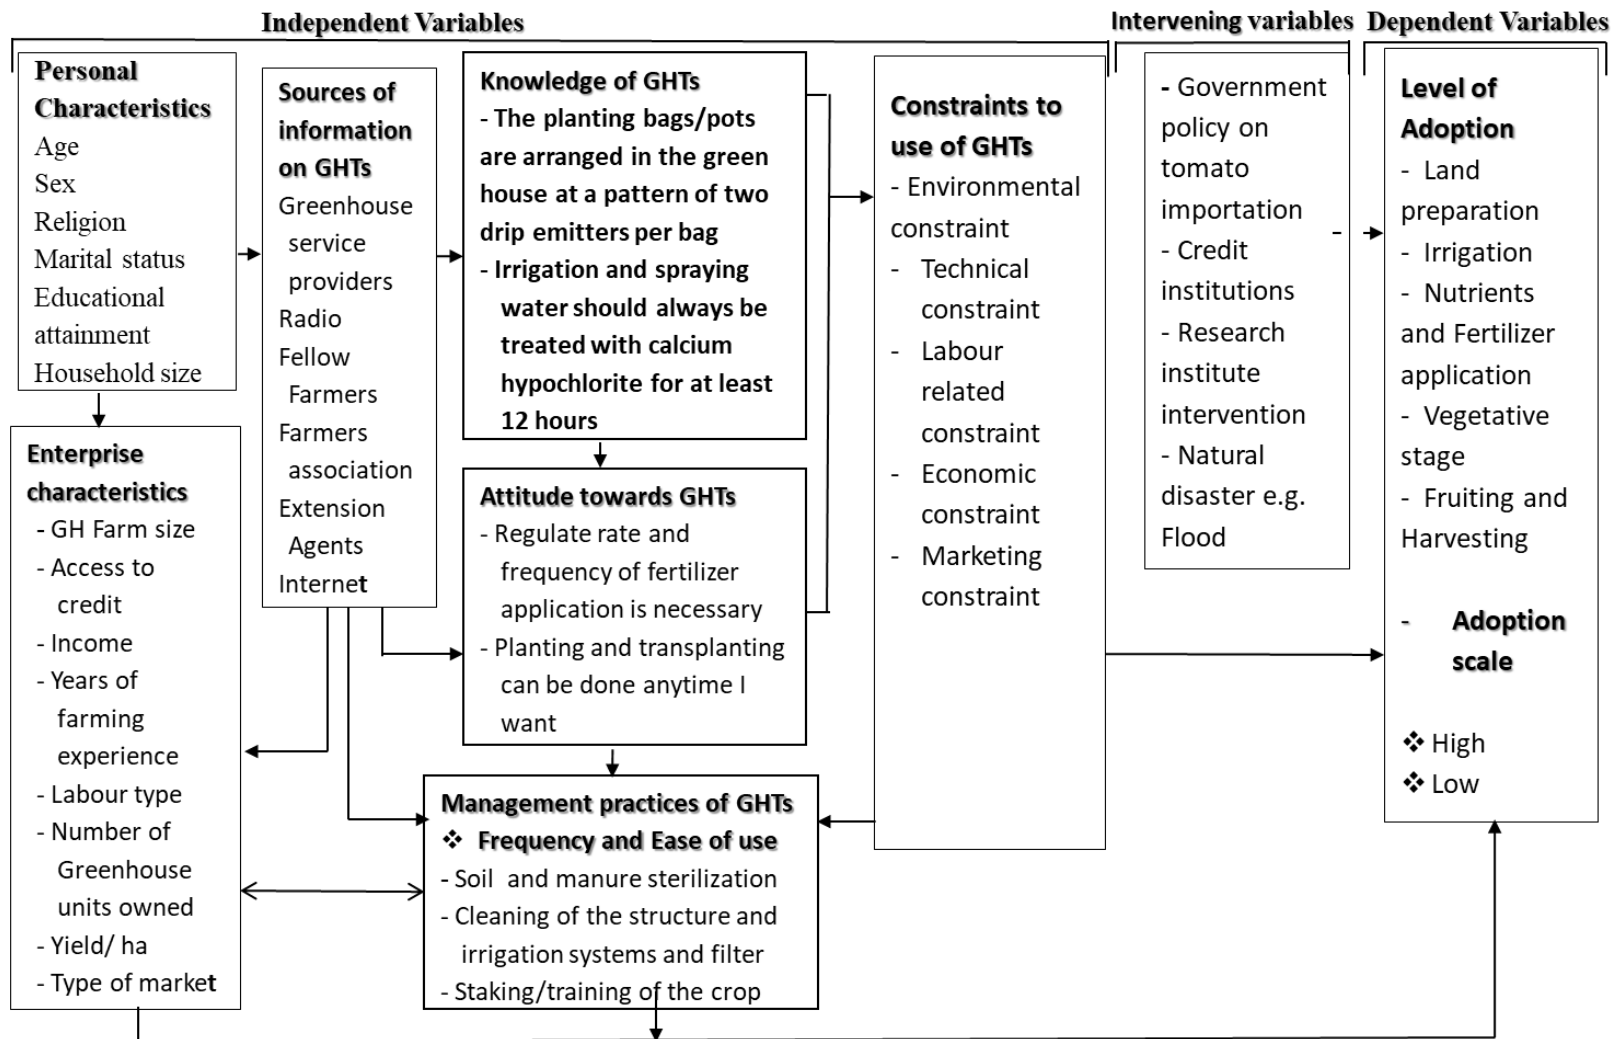 Independent Variables
Intervening variables
Dependent Variables
Personal
Characteristics
Age
Sex
Religion
Marital status
Educational
attainment
Household size
Enterprise
characteristics
- GH Farm size
- Access to
credit
- Income
- Years of
farming
experience
- Labour type
- Number of
Greenhouse
units owned
- Yield/ ha
- Type of market
Sources of
information
on GHTs
Greenhouse
service
providers
Radio
Fellow
Farmers
Farmers
association
Extension
Agents
Internet
Knowledge of GHTs
- The planting bags/pots
are arranged in the green
house at a pattern of two
drip emitters per bag
- Irrigation and spraying
water should always be
treated with calcium
hypochlorite for at least
12 hours
Attitude towards GHTs
- Regulate rate and
frequency of fertilizer
application is necessary
- Planting and transplanting
can be done anytime I
want
Management practices of GHTs
❖ Frequency and Ease of use
- Soil and manure sterilization
- Cleaning of the structure and
irrigation systems and filter
- Staking/training of the crop
Constraints to
use of GHTs
- Environmental
constraint
- Technical
constraint
- Labour
related
constraint
- Economic
constraint
- Marketing
constraint
- Government
policy on
tomato
importation
- Credit
institutions
- Research
institute
intervention
- Natural
disaster e.g.
Flood
Level of
Adoption
- Land
preparation
- Irrigation
- Nutrients
and Fertilizer
application
- Vegetative
stage
- Fruiting and
Harvesting
- Adoption
scale
❖ High
❖ Low